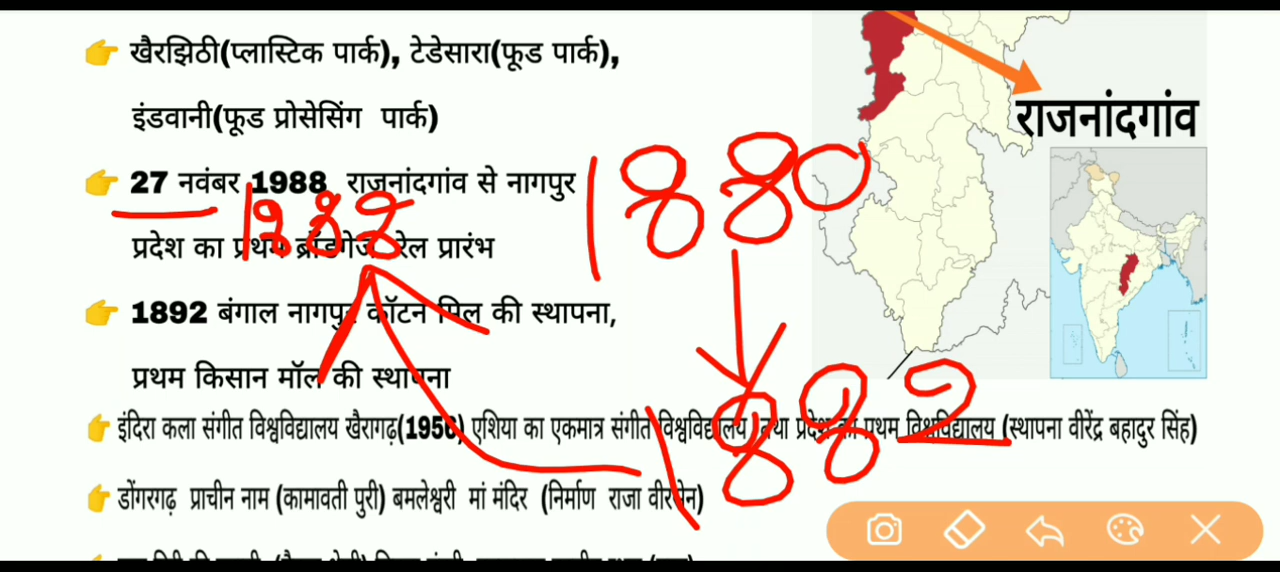 👉 खैरझिठी(प्लास्टिक पार्क), टेडेसारा(फूड पार्क),
इंडवानी(फूड प्रोसेसिंग पार्क)
राजनांदगांव
👉 27 नवंबर 1988 राजनांदगांव से नागपुर
1880
1888
प्रदेश का प्रथम ब्रॉडगेज रेल प्रारंभ
👉 1892 बंगाल नागपुर कॉटन मिल की स्थापना,
प्रथम किसान मॉल की स्थापना
1882
👉 इंदिरा कला संगीत विश्वविद्यालय खैरागढ़(1956) एशिया का एकमात्र संगीत विश्वविद्यालय तथा प्रदेश का प्रथम विश्वविद्यालय (स्थापना वीरेंद्र बहादुर सिंह)
👉 डोंगरगढ़ प्राचीन नाम (कामावती पुरी) बमलेश्वरी मां मंदिर (निर्माण राजा वीरसेन)